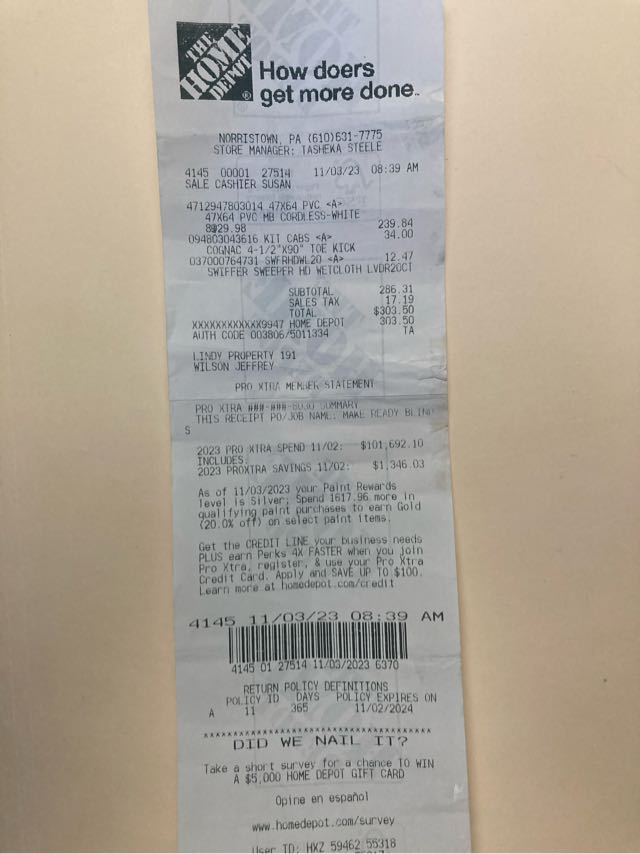 THE
HOME
DEPOT
®
How doers
get more done™
NORRISTOWN, PA (610)631-7775
STORE MANAGER: TASHEKA STEELE
4145 00001 27514 11/03/23 08:39 AM
SALE CASHIER SUSAN
4712947803014 47X64 PVC <A>
47X64 PVC MB CORDLESS-WHITE
8@29.98 239.84
094803043616 KIT CABS <A> 34.00
COGNAC 4-1/2"X90" TOE KICK
037000764731 SWFRHDWL20 <A> 12.47
SWIFFER SWEEPER HD WETCLOTH LVDR20CT
SUBTOTAL 286.31
SALES TAX 17.19
TOTAL $303.50
XXXXXXXXXXXX9947 HOME DEPOT 303.50
AUTH CODE 003806/5011334 TA
LINDY PROPERTY 191
WILSON JEFFREY
PRO XTRA MEMBER STATEMENT
PRO XTRA ###-###- SUMMARY
THIS RECEIPT PO/JOB NAME: MAKE READY BLIND
S
2023 PRO XTRA SPEND 11/02: $101,692.10
INCLUDES:
2023 PROXTRA SAVINGS 11/02: $1,346.03
As of 11/03/2023 your Paint Rewards
level is Silver; Spend 1617.96 more in
qualifying paint purchases to earn Gold
(20.0% off) on select paint items.
Get the CREDIT LINE your business needs
PLUS earn Perks 4X FASTER when you join
Pro Xtra, register, & use your Pro Xtra
Credit Card. Apply and SAVE UP TO $100.
Learn more at homedepot.com/credit
4145 11/03/23 08:39 AM
4145 01 27514 11/03/2023 6370
RETURN POLICY DEFINITIONS
POLICY ID DAYS POLICY EXPIRES ON
A 11 365 11/02/2024
DID WE NAIL IT?
Take a short survey for a chance TO WIN
A $5,000 HOME DEPOT GIFT CARD
Opine en español
www.homedepot.com/survey
User ID: HXZ 59462 55318